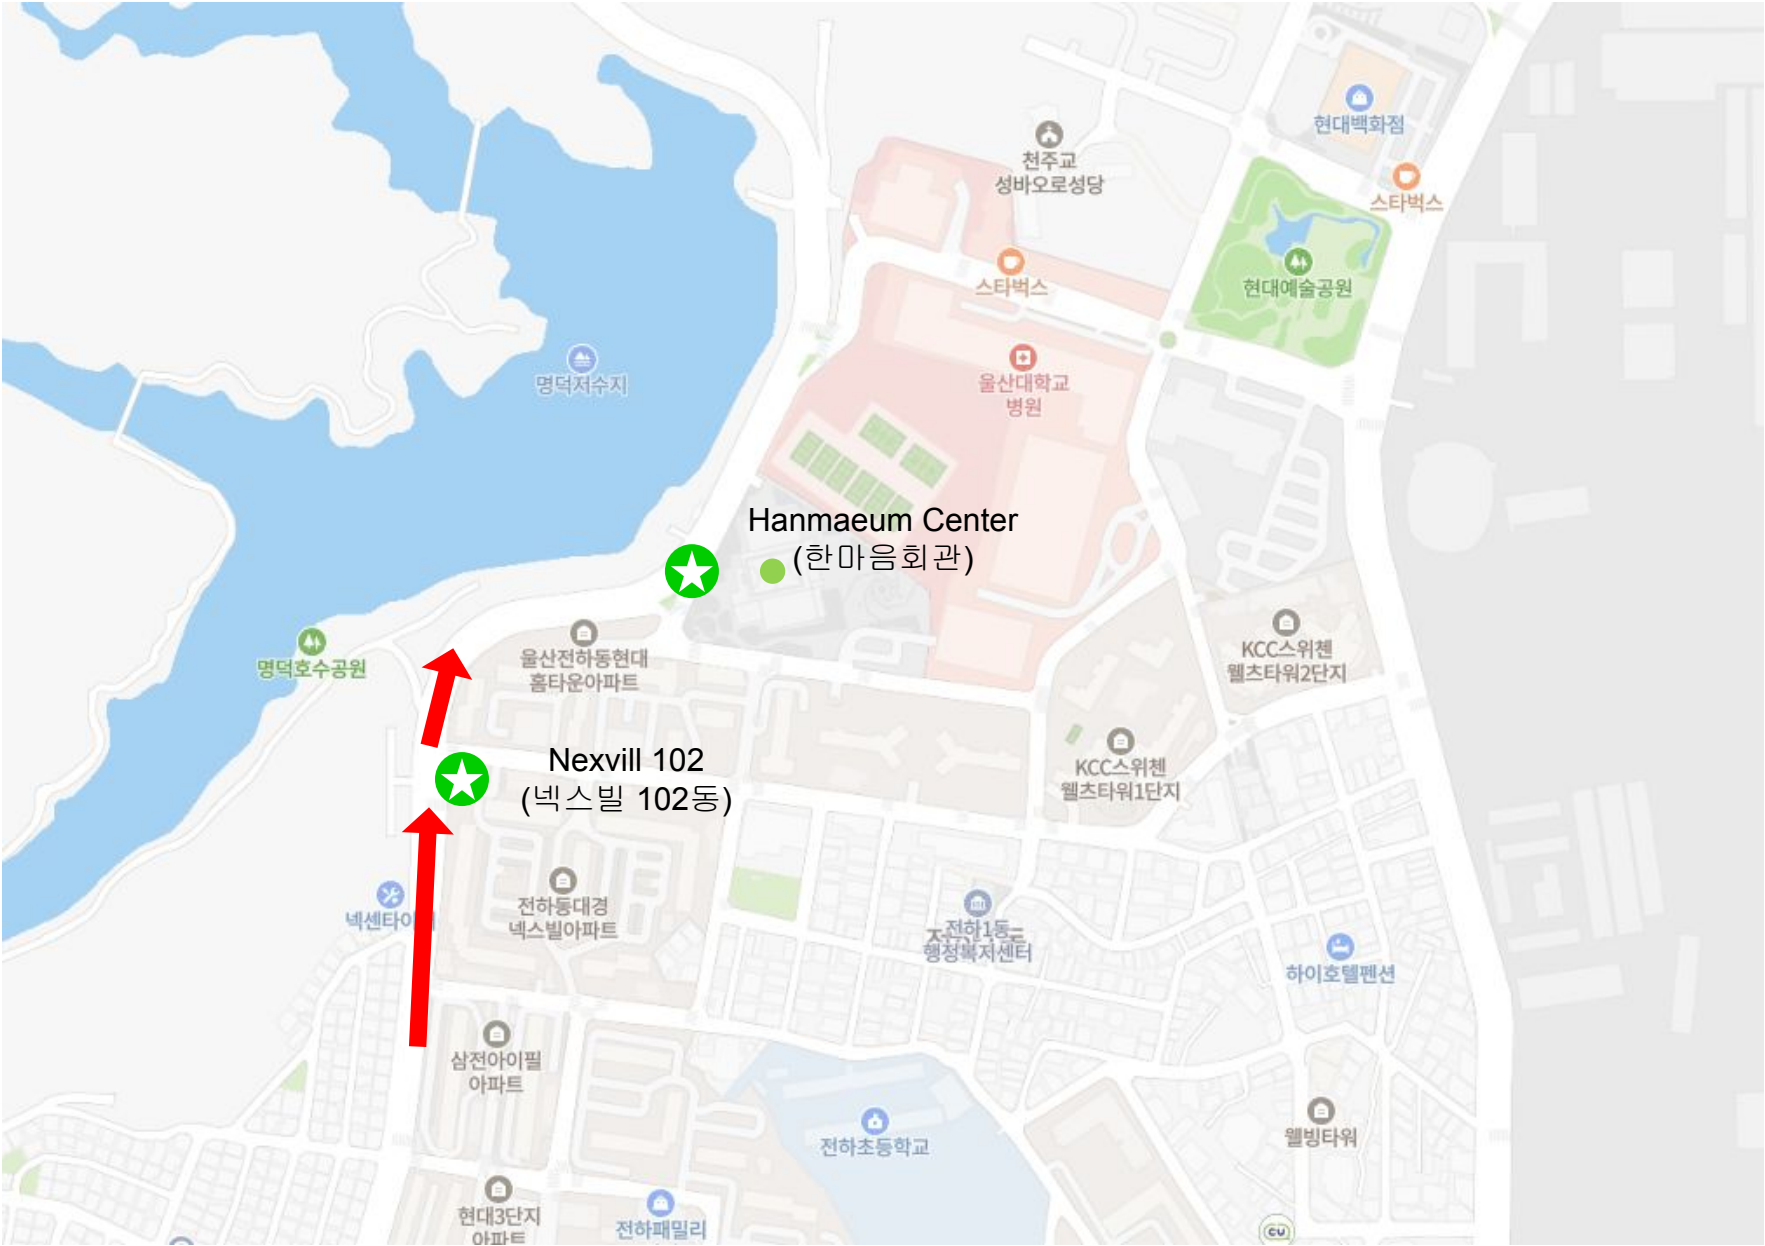 현대백화점
천주교
성바오로성당
스타벅스
스타벅스
현대예술공원
명덕저수지
울산대학교
병원
Hanmaeum Center
(한마음회관)
명덕호수공원
울산전하동현대
홈타운아파트
KCC스위첸
웰츠타워2단지
Nexvill 102
(넥스빌 102동)
KCC스위첸
웰츠타워1단지
넥센타이
전하동대경
넥스빌아파트
전하1동
행정복지센터
하이호텔펜션
삼전아이필
아파트
전하초등학교
웰빙타워
현대3단지
아파트
전하패밀리
CU